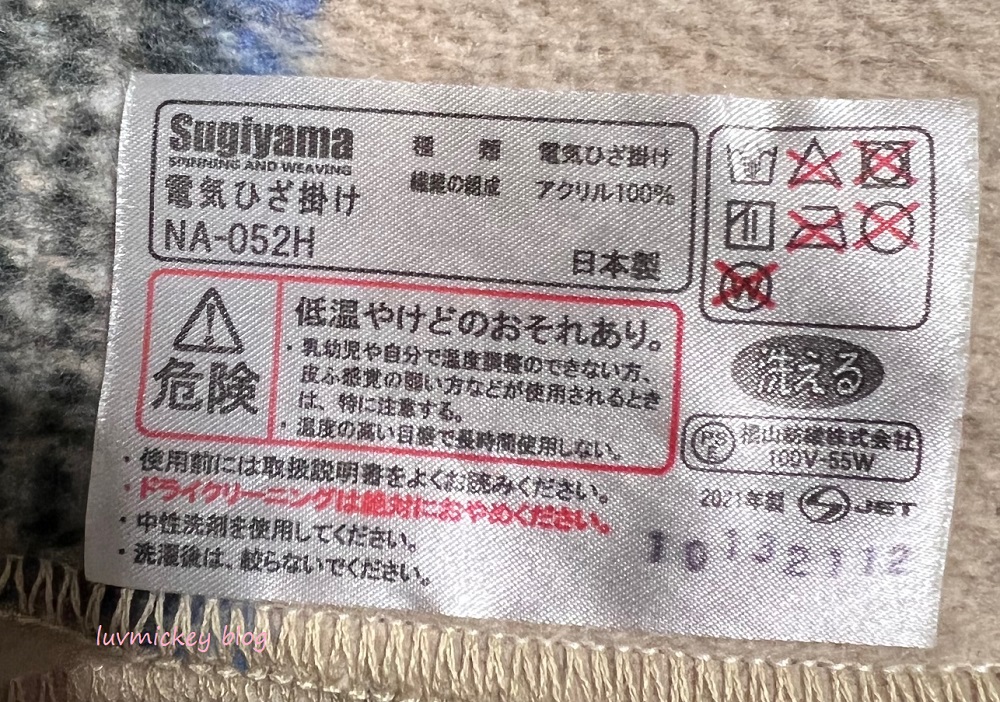 Sugiyama
SPINNING AND WEAVING
電気ひざ掛け
NA-052H
種 類 電気ひざ掛け
繊維の組成 アクリル100%
日本製
危険
低温やけどのおそれあり。
・乳幼児や自分で温度調整のできない方、
皮ふ感覚の弱い方などが使用されるとき
は、特に注意する。
・温度の高い目盛で長時間使用しない。
・使用前には取扱説明書をよくお読みください。
・ドライクリーニングは絶対におやめください。
・中性洗剤を使用してください。
・洗濯後は、絞らないでください。
W
洗える
PS
E
椙山紡織株式会社
100V-55W
2021年製
JET
10132112
luvmickey blog